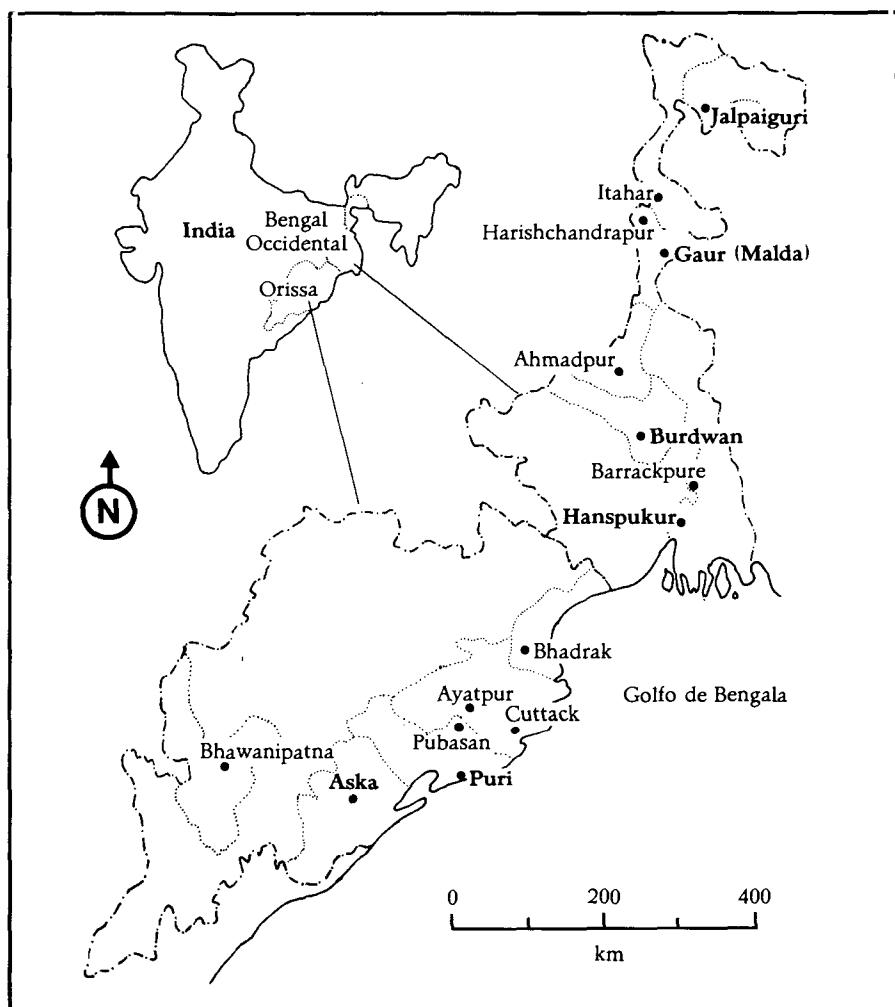 Jalpaiguri
Itahar
Harishchandrapur
Gaur (Malda)
India
Bengal
Occidental
Orissa
Ahmadpur
Burdwan
Barrackpure
Hanspukur
N
Bhadrak
Golfo de Bengala
Ayatpur
Cuttack
Pubasan
Bhawanipatna
Aska
Puri
0 200 400
km